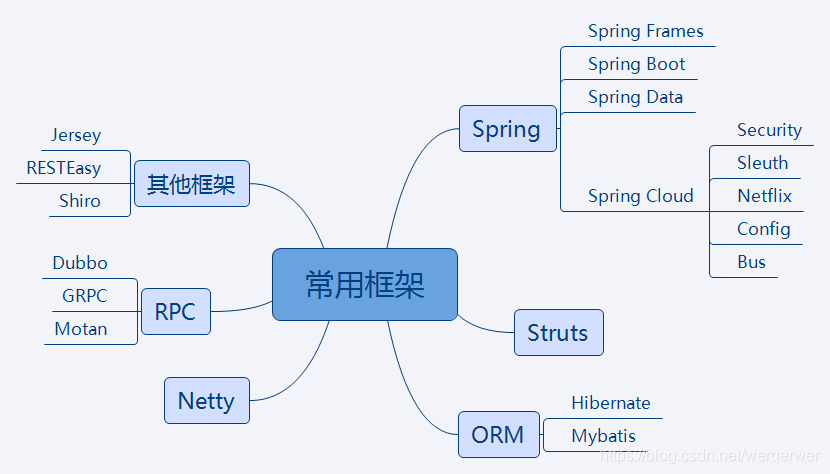 常用框架
Spring
Spring Frames
Spring Boot
Spring Data
Spring Cloud
Security
Sleuth
Netflix
Config
Bus
Struts
ORM
Hibernate
Mybatis
其他框架
Jersey
RESTEasy
Shiro
RPC
Dubbo
GRPC
Motan
Netty
https://blog.csdn.net/werqerwer